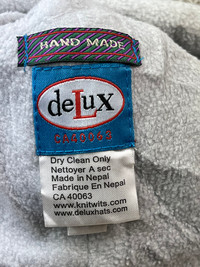 HAND MADE
deLux
CA40063
Dry Clean Only
Nettoyer A sec
Made in Nepal
Fabrique En Nepal
CA 40063
www.knitwits.com
www.deluxhats.com